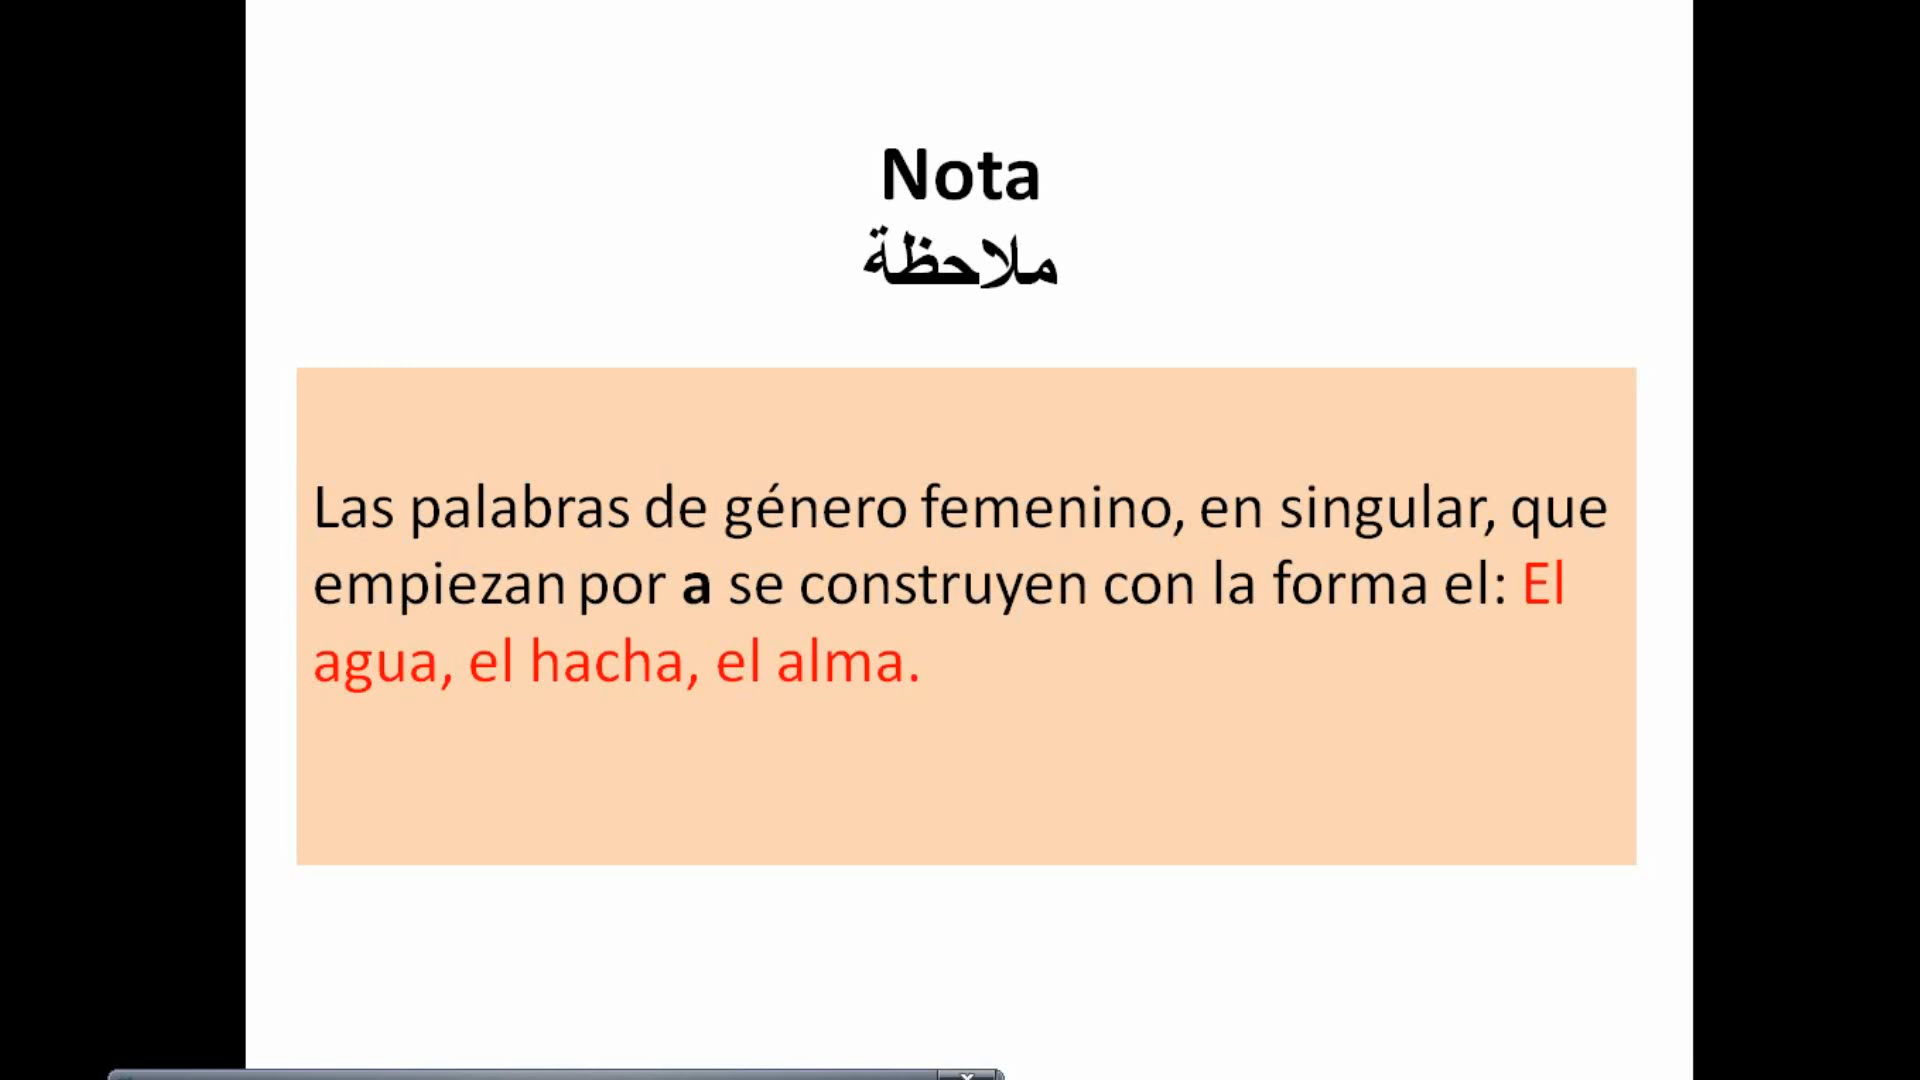 Nota
ملاحظة
Las palabras de género femenino, en singular, que
empiezan por a se construyen con la forma el: El
agua, el hacha, el alma.